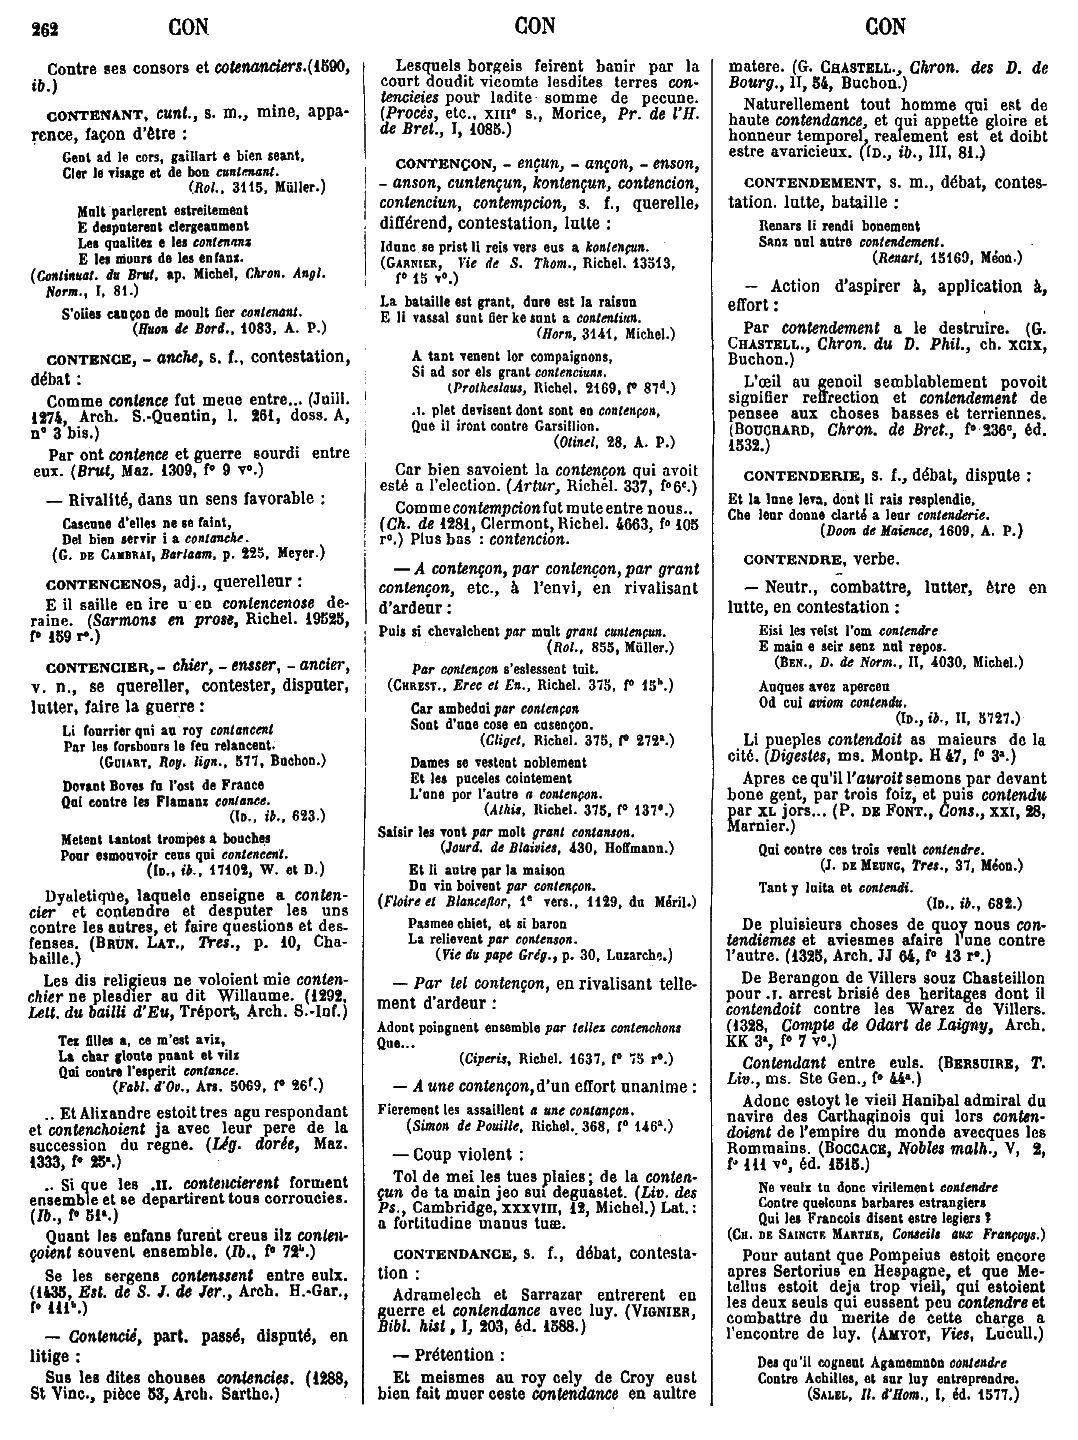 262 CON CON CON
Contre ses consors et cotenanciers. (1590,
ib.)
CONTENANT, cunt., s. m., mine, appa-
rence, façon d'être :
Gent ad le cors, gaillart e bien seant,
Cler le visage et de bon cuntenant.
(Rol., 3115, Müller.)
Mult parlerent estreitement
E desputerent clergeaument
Les qualitez e les contenanz
E les mours de les enfanz.
(Continuat. du Brut, ap. Michel, Chron. Angl.
Norm., I, 81.)
S'oiies cançon de moult fier contenant.
(Huon de Bord., 1083, A. P.)
CONTENCE, - anche, s. f., contestation,
débat :
Comme contence fut meue entre... (Juill.
1274, Arch. S.-Quentin, l. 261, doss. A,
n° 3 bis.)
Par ont contence et guerre sourdi entre
eux. (Brut, Maz. 1309, f° 9 v°.)
— Rivalité, dans un sens favorable :
Cascune d'elles ne se faint,
Del bien servir i a contanche.
(G. DE CAMBRAI, Barlaam, p. 225, Meyer.)
CONTENCENOS, adj., querelleur :
E il saille en ire u en contencenose de-
raine. (Sarmons en prose, Richel. 19525,
f° 159 r°.)
CONTENCIER, - chier, - ensser, - ancier,
v. n., se quereller, contester, disputer,
lutter, faire la guerre :
Li fourrier qui au roy contancent
Par les forsbours le feu relancent.
(GUIART, Roy. lign., 577, Buchon.)
Devant Boves fu l'ost de France
Qui contre les Flamanz contance.
(ID., ib., 623.)
Metent tantost trompes a bouches
Pour esmouvoir ceus qui contencent.
(ID., ib., 17102, W. et D.)
Dyaletique, laquele enseigne a conten-
cier et contendre et desputer les uns
contre les autres, et faire questions et des-
fenses. (BRUN. LAT., Tres., p. 10, Cha-
baille.)
Les dis religieus ne voloient mie conten-
chier ne plesdier au dit Willaume. (1292,
Lett. du bailli d'Eu, Tréport, Arch. S.-Inf.)
Tez filles a, ce m'est aviz,
La char gloute puant et vilz
Qui contre l'esperit contance.
(Fabl. d'Ov., Ars. 5069, f° 26f.)
.. Et Alixandre estoit tres agu respondant
et contenchoient ja avec leur pere de la
succession du regne. (Lég. dorée, Maz.
1333, f° 25ª.)
.. Si que les .II. contencierent forment
ensemble et se departirent tous corroucies.
(Ib., f° 51ª.)
Quant les enfans furent creus ilz conten-
çoient souvent ensemble. (Ib., f° 72b.)
Se les sergens contenssent entre eulx.
(1435, Est. de S. J. de Jer., Arch. H.-Gar.,
f° IIIb.)
— Contencié, part. passé, disputé, en
litige :
Sus les dites chouses contencies. (1288,
St Vinc., pièce 53, Arch. Sarthe.)
Lesquels borgeis feirent banir par la
court doudit vicomte lesdites terres con-
tencieies pour ladite somme de pecune.
(Procés, etc., XIIIe s., Morice, Pr. de l'H.
de Bret., I, 1085.)
CONTENÇON, - ençun, - ançon, - enson,
- anson, cuntençun, kontençun, contencion,
contenciun, contempcion, s. f., querelle,
différend, contestation, lutte :
Idunc se prist li reis vers eus a kontençun.
(GARNIER, Vie de S. Thom., Richel. 13513,
f° 15 v°.)
La bataille est grant, dure est la raisun
E li vassal sunt fier ke sunt a contentiun.
(Horn, 3141, Michel.)
A tant venent lor compaignons,
Si ad sor els grant contenciuns.
(Protheslaus, Richel. 2169, f° 87d.)
.I. plet devisent dont sont en contençon,
Que il iront contre Garsillion.
(Otinel, 28, A. P.)
Car bien savoient la contencon qui avoit
esté a l'election. (Artur, Richel. 337, f° 6c.)
Comme contempcion fut mute entre nous..
(Ch. de 1281, Clermont, Richel. 4663, f° 105
r°.) Plus bas : contencion.
— A contençon, par contençon, par grant
contençon, etc., à l'envi, en rivalisant
d'ardeur :
Puis si chevalchent par mult grant cuntençun.
(Rol., 855, Müller.)
Par contençon s'eslessent tuit.
(CHREST., Erec et En., Richel. 375, f° 15b.)
Car ambedui par contençon
Sont d'une cose en cusençon.
(Cliget, Richel. 375, f° 272ª.)
Dames se vestent noblement
Et les puceles cointement
L'une por l'autre a contençon.
(Athis, Richel. 375, f° 137c.)
Saisir les vont par molt grant contanson.
(Jourd. de Blaivies, 430, Hoffmann.)
Et li autre par la maison
Du vin boivent par contençon.
(Floire et Blanceflor, 1e vers., 1129, du Méril.)
Pasmee chiet, et si baron
La relievent par contenson.
(Vie du pape Grég., p. 30, Luzarche.)
— Par tel contençon, en rivalisant telle-
ment d'ardeur :
Adont poingnent ensemble par tellez contenchons
Que...
(Ciperis, Richel. 1637, f° 75 r°.)
— A une contençon, d'un effort unanime :
Fierement les assaillent a une contançon.
(Simon de Pouille, Richel. 368, f° 146ª.)
— Coup violent :
Tol de mei les tues plaies; de la conten-
çun de ta main jeo sui deguastet. (Liv. des
Ps., Cambridge, XXXVIII, 12, Michel.) Lat. :
a fortitudine manus tuæ.
CONTENDANCE, s. f., débat, contesta-
tion :
Adramelech et Sarrazar entrerent en
guerre et contendance avec luy. (VIGNIER,
Bibl. hist, I, 203, éd. 1588.)
— Prétention :
Et meismes au roy cely de Croy eust
bien fait muer ceste contendance en aultre
matere. (G. CHASTELL., Chron. des D. de
Bourg., II, 54, Buchon.)
Naturellement tout homme qui est de
haute contendance, et qui appette gloire et
honneur temporel, realement est et doibt
estre avaricieux. (ID., ib., III, 81.)
CONTENDEMENT, s. m., débat, contes-
tation. lutte, bataille :
Renars li rendi bonement
Sanz nul autre contendement.
(Renart, 15169, Méon.)
— Action d'aspirer à, application à,
effort :
Par contendement a le destruire. (G.
CHASTELL., Chron. du D. Phil., ch. XCIX,
Buchon.)
L'œil au genoil semblablement povoit
signifier reffrection et contendement de
pensee aux choses basses et terriennes.
(BOUCHARD, Chron. de Bret., f° 236c, éd.
1532.)
CONTENDERIE, s. f., débat, dispute :
Et la lune leva, dont li rais resplendie,
Che leur donne clarté a leur contenderie.
(Doon de Maience, 1609, A. P.)
CONTENDRE, verbe.
— Neutr., combattre, lutter, être en
lutte, en contestation :
Eisi les veïst l'om contendre
E main e seir senz nul repos.
(BEN., D. de Norm., II, 4030, Michel.)
Auques avez aperceu
Od cui aviom contendu.
(ID., ib., II, 5727.)
Li pueples contendoit as maieurs de la
cité. (Digestes, ms. Montp. H 47, f° 3ª.)
Apres ce qu'il l'auroit semons par devant
bone gent, par trois foiz, et puis contendu
par XL jors... (P. DE FONT., Cons., XXI, 28,
Marnier.)
Qui contre ces trois veult contendre.
(J. DE MEUNG, Tres., 37, Méon.)
Tant y luita et contendi.
(ID., ib., 682.)
De pluisieurs choses de quoy nous con-
tendiemes et aviesmes afaire l'une contre
l'autre. (1325, Arch. JJ 64, f° 13 r°.)
De Berangon de Villers souz Chasteillon
pour .I. arrest brisié des heritages dont il
contendoit contre les Warez de Villers.
(1328, Compte de Odart de Laigny, Arch.
KK 3ª, f° 7 v°.)
Contendant entre euls. (BERSUIRE, T.
Liv., ms. Ste Gen., f° 44ª.)
Adonc estoyt le vieil Hanibal admiral du
navire des Carthaginois qui lors conten-
doient de l'empire du monde avecques les
Rommains. (BOCCACE, Nobles malh., V, 2,
f° 111 v°, éd. 1515.)
Ne veulx tu donc virilement contendre
Contre quelcuns barbares estrangiers
Qui les Francois disent estre legiers ?
(CH. DE SAINCTE MARTHE, Conseils aux Françoys.)
Pour autant que Pompeius estoit encore
apres Sertorius en Hespagne, et que Me-
tellus estoit deja trop vieil, qui estoient
les deux seuls qui eussent peu contendre et
combattre du merite de cette charge a
l'encontre de luy. (AMYOT, Vies, Lucull.)
Des qu'il cogneut Agamemnon contendre
Contre Achilles, et sur luy entreprendre.
(SALEL, Il. d'Hom., I, éd. 1577.)